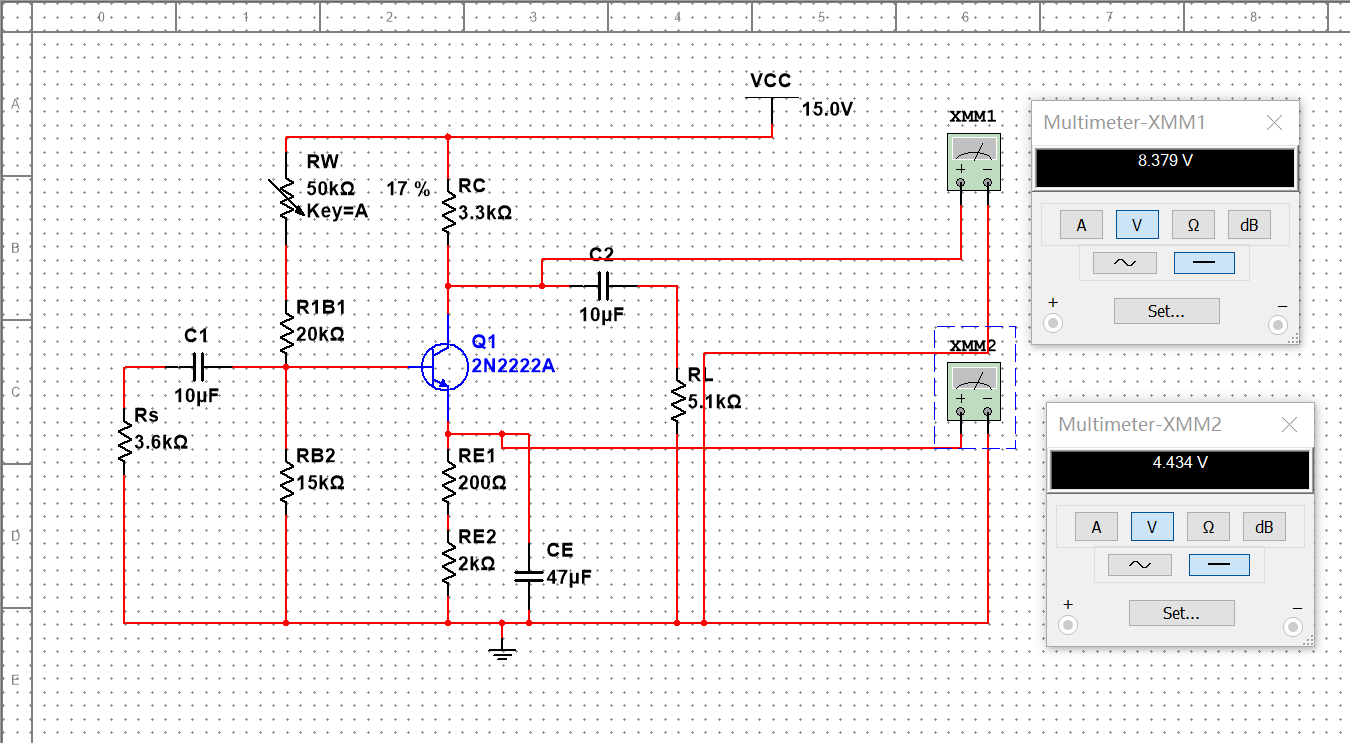 0 1 2 3 4 5 6 7 8
A
B
C
D
E
VCC
15.0V
RW
50kΩ 17 %
Key=A
RC
3.3kΩ
C2
10µF
R1B1
20kΩ
C1
10µF
Q1
2N2222A
Rs
3.6kΩ
RB2
15kΩ
RE1
200Ω
RE2
2kΩ
CE
47µF
RL
5.1kΩ
XMM1
+ −
XMM2
+ −
Multimeter-XMM1
8.379 V
A V Ω dB
+ −
Set...
Multimeter-XMM2
4.434 V
A V Ω dB
+ −
Set...